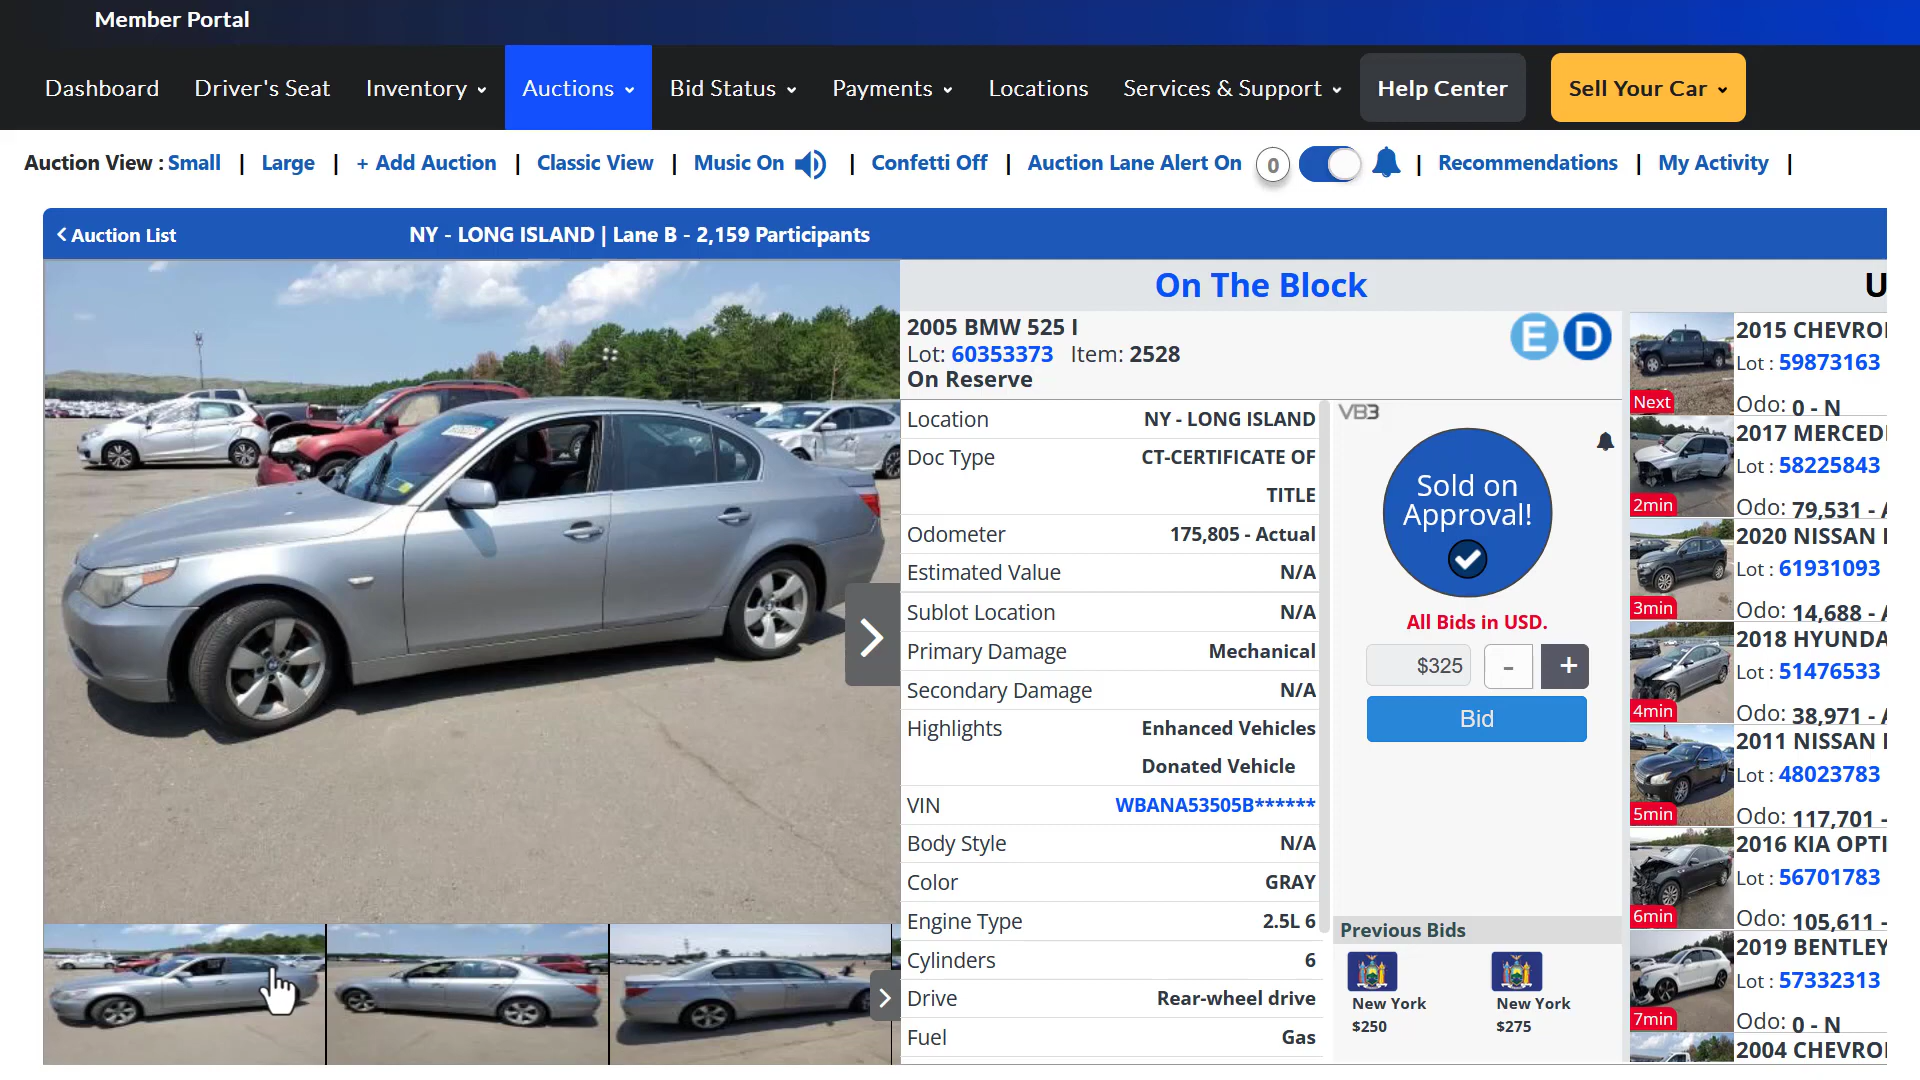 Member Portal
Dashboard Driver's Seat Inventory Auctions Bid Status Payments Locations Services & Support Help Center Sell Your Car
Auction View : Small | Large | + Add Auction | Classic View | Music On | Confetti Off | Auction Lane Alert On 0 | Recommendations | My Activity |
Auction List
NY - LONG ISLAND | Lane B - 2,159 Participants
On The Block
U
2005 BMW 525 I
Lot: 60353373 Item: 2528
On Reserve
E D
Location NY - LONG ISLAND
Doc Type CT-CERTIFICATE OF
TITLE
Odometer 175,805 - Actual
Estimated Value N/A
Sublot Location N/A
Primary Damage Mechanical
Secondary Damage N/A
Highlights Enhanced Vehicles
Donated Vehicle
VIN WBANA53505B******
Body Style N/A
Color GRAY
Engine Type 2.5L 6
Cylinders 6
Drive Rear-wheel drive
Fuel Gas
VB3
Sold on
Approval!
All Bids in USD.
$325 - +
Bid
Previous Bids
New York New York
$250 $275
2015 CHEVRO
Lot : 59873163
Next
Odo: 0 - N
2017 MERCED
Lot : 58225843
2min
Odo: 79,531 - A
2020 NISSAN
Lot : 61931093
3min
Odo: 14,688 - A
2018 HYUNDA
Lot : 51476533
4min
Odo: 38,971 - A
2011 NISSAN
Lot : 48023783
5min
Odo: 117,701 -
2016 KIA OPTI
Lot : 56701783
6min
Odo: 105,611 -
2019 BENTLEY
Lot : 57332313
7min
Odo: 0 - N
2004 CHEVRO